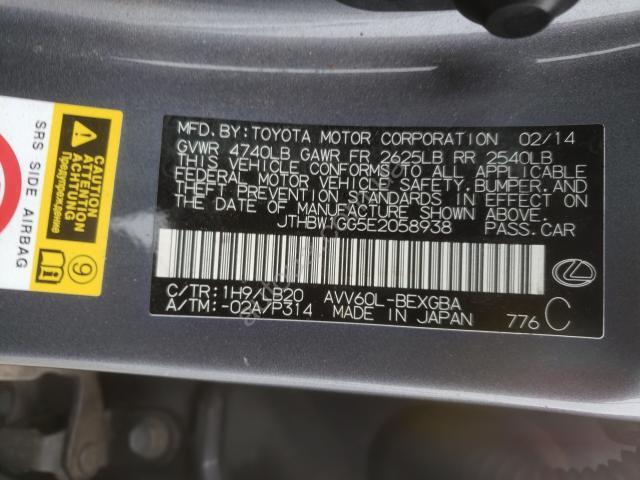 MFD. BY: TOYOTA MOTOR CORPORATION 02/14
GVWR 4740LB GAWR FR 2625LB RR 2540LB
THIS VEHICLE CONFORMS TO ALL APPLICABLE
FEDERAL MOTOR VEHICLE SAFETY, BUMPER, AND
THEFT PREVENTION STANDARDS IN EFFECT ON
THE DATE OF MANUFACTURE SHOWN ABOVE.
JTHBW1GG5E2058938 PASS. CAR
C/TR: 1H9/LB20 AVV60L-BEXGBA
A/TM: -02A/P314 MADE IN JAPAN 776 C
SRS SIDE AIRBAG
CAUTION
ATTENTION
Предупреждение
9